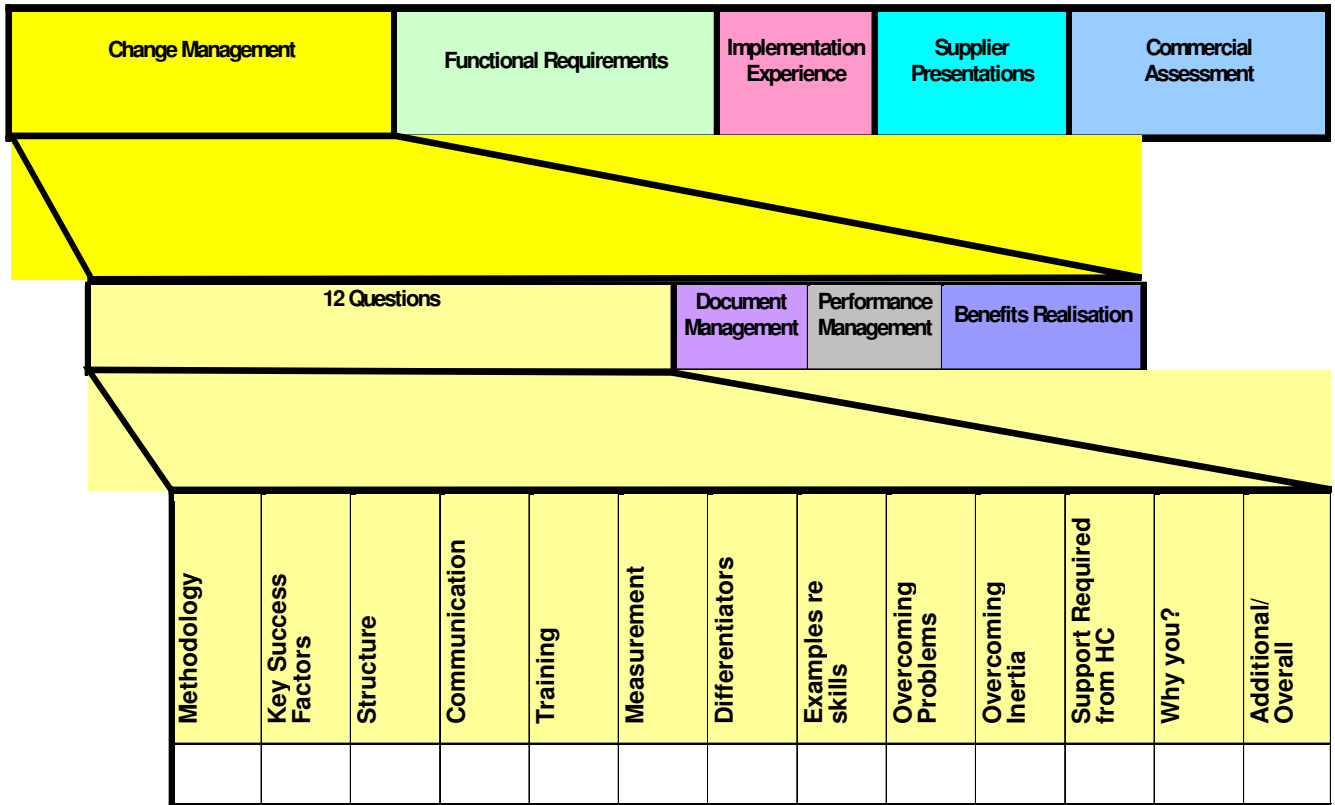 Change Management
Functional Requirements
Implementation
Experience
Supplier
Presentations
Commercial
Assessment
12 Questions
Document
Management
Performance
Management
Benefits Realisation
Methodology
Key Success
Factors
Structure
Communication
Training
Measurement
Differentiators
Examples re
skills
Overcoming
Problems
Overcoming
Inertia
Support Required
from HC
Why you?
Additional/
Overall